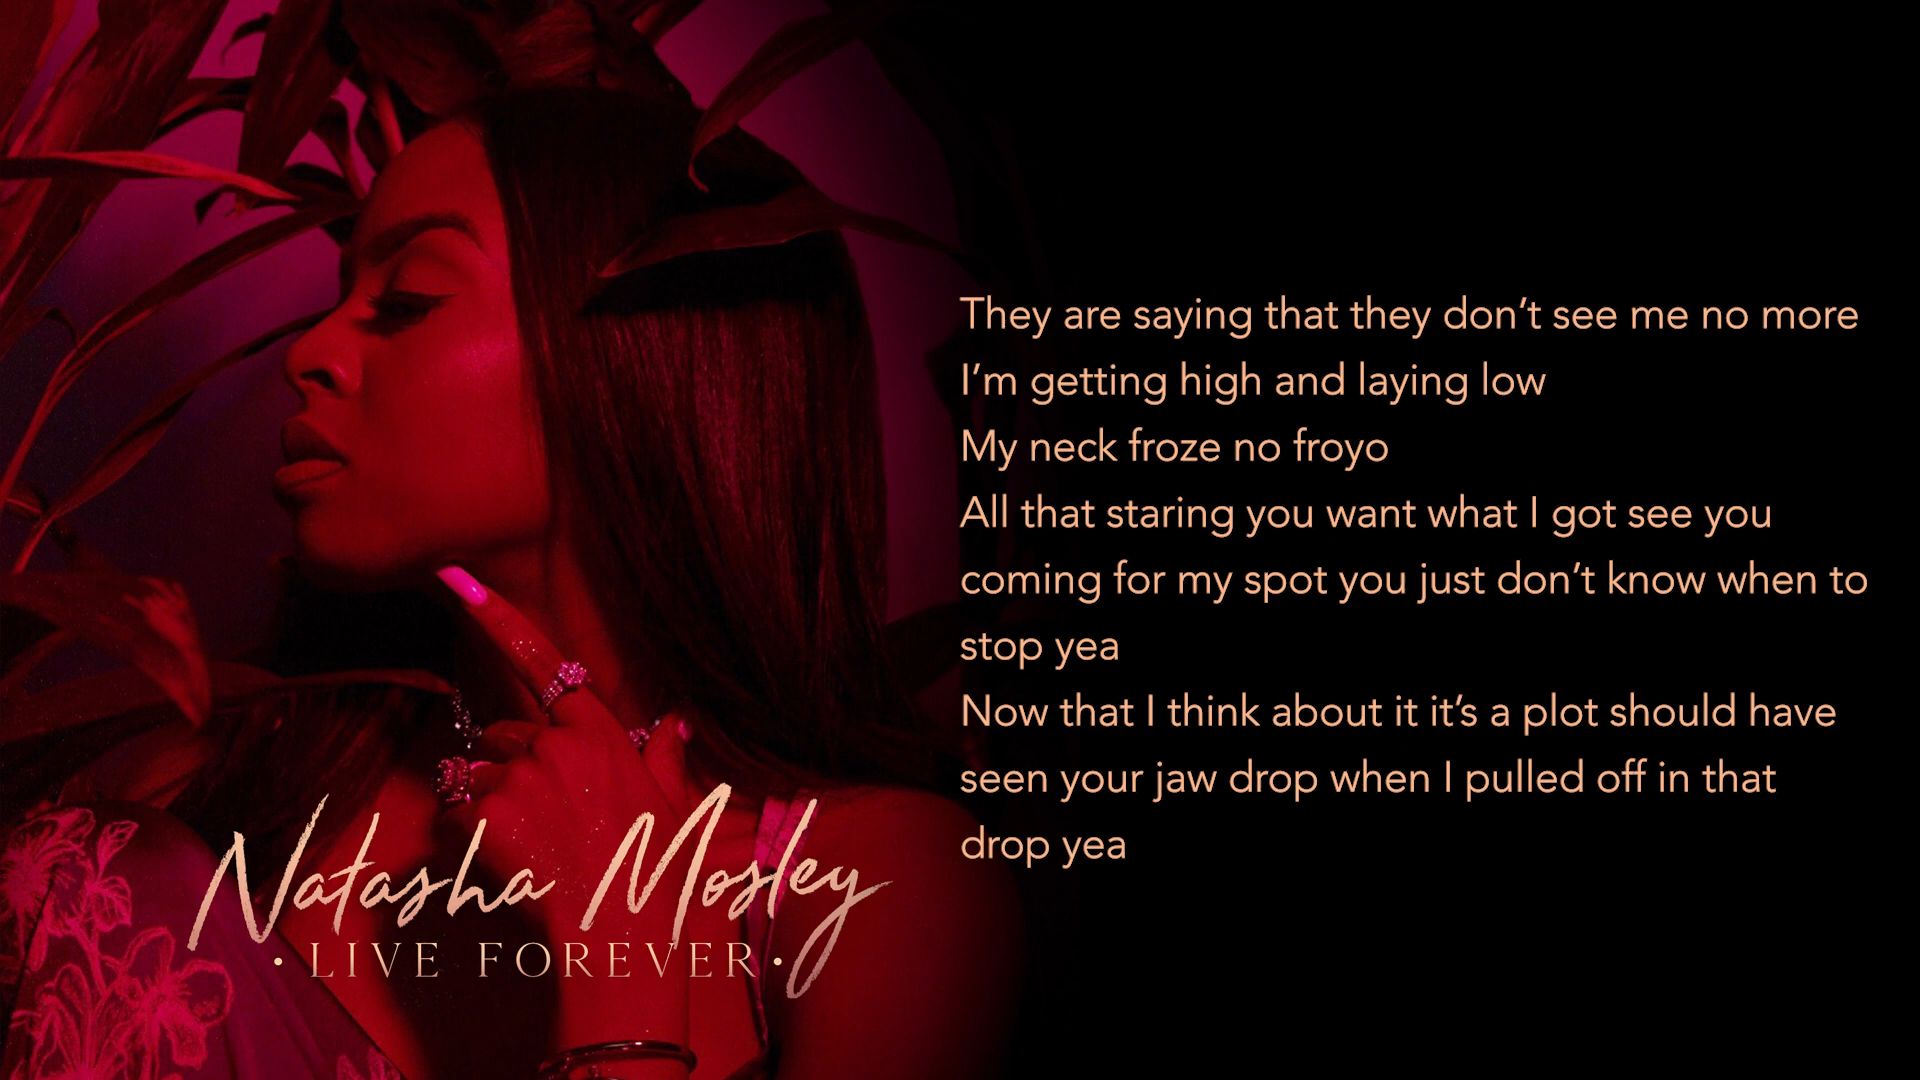 They are saying that they don't see me no more
I'm getting high and laying low
My neck froze no froyo
All that staring you want what I got see you
coming for my spot you just don't know when to
stop yea
Now that I think about it it's a plot should have
seen your jaw drop when I pulled off in that
drop yea
Natasha Mosley
• LIVE FOREVER •